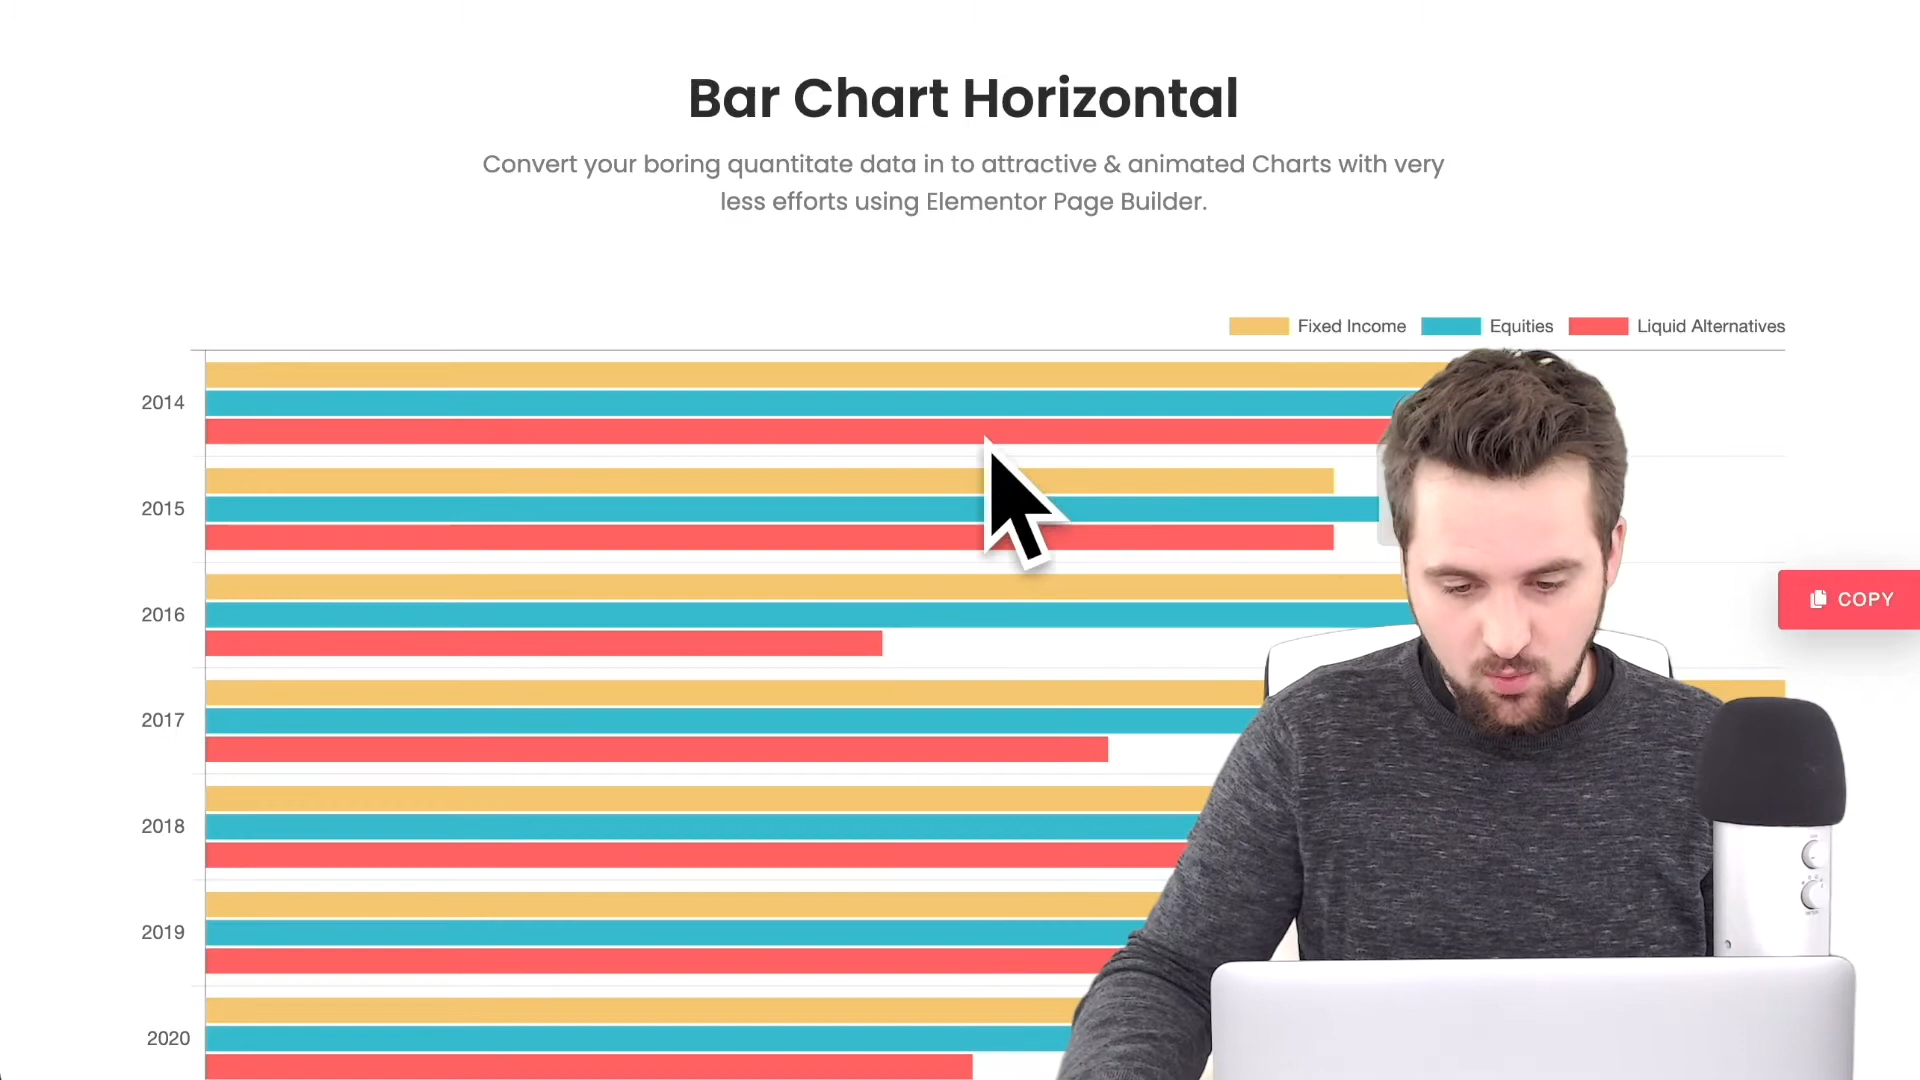 Bar Chart Horizontal
Convert your boring quantitate data in to attractive & animated Charts with very
less efforts using Elementor Page Builder.
Fixed Income Equities Liquid Alternatives
2014
2015
2016
COPY
2017
2018
2019
2020